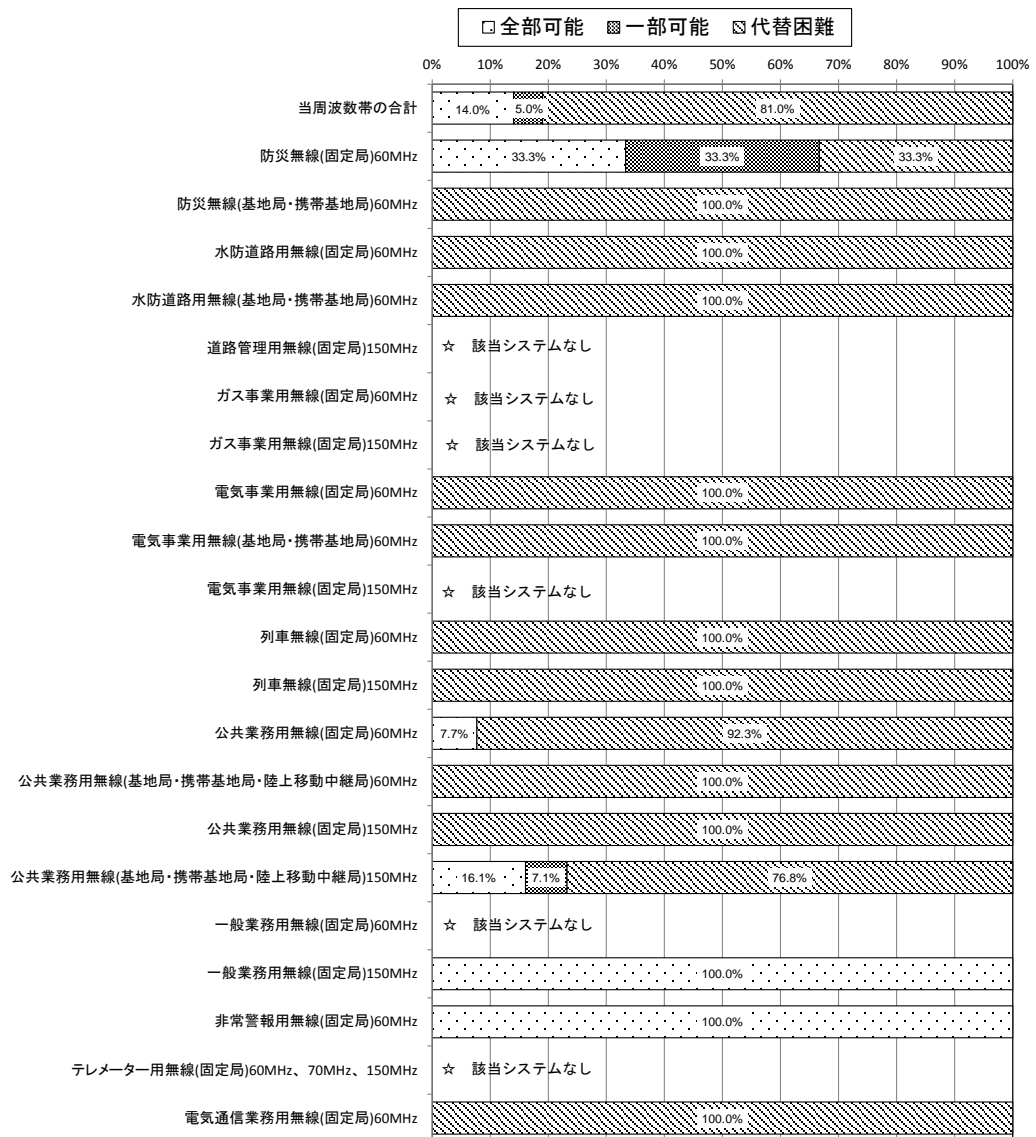 全部可能 一部可能 代替困難
0% 10% 20% 30% 40% 50% 60% 70% 80% 90% 100%
当周波数帯の合計 14.0% 5.0% 81.0%
防災無線(固定局)60MHz 33.3% 33.3% 33.3%
防災無線(基地局・携帯基地局)60MHz 100.0%
水防道路用無線(固定局)60MHz 100.0%
水防道路用無線(基地局・携帯基地局)60MHz 100.0%
道路管理用無線(固定局)150MHz ☆ 該当システムなし
ガス事業用無線(固定局)60MHz ☆ 該当システムなし
ガス事業用無線(固定局)150MHz ☆ 該当システムなし
電気事業用無線(固定局)60MHz 100.0%
電気事業用無線(基地局・携帯基地局)60MHz 100.0%
電気事業用無線(固定局)150MHz ☆ 該当システムなし
列車無線(固定局)60MHz 100.0%
列車無線(固定局)150MHz 100.0%
公共業務用無線(固定局)60MHz 7.7% 92.3%
公共業務用無線(基地局・携帯基地局・陸上移動中継局)60MHz 100.0%
公共業務用無線(固定局)150MHz 100.0%
公共業務用無線(基地局・携帯基地局・陸上移動中継局)150MHz 16.1% 7.1% 76.8%
一般業務用無線(固定局)60MHz ☆ 該当システムなし
一般業務用無線(固定局)150MHz 100.0%
非常警報用無線(固定局)60MHz 100.0%
テレメーター用無線(固定局)60MHz、70MHz、150MHz ☆ 該当システムなし
電気通信業務用無線(固定局)60MHz 100.0%